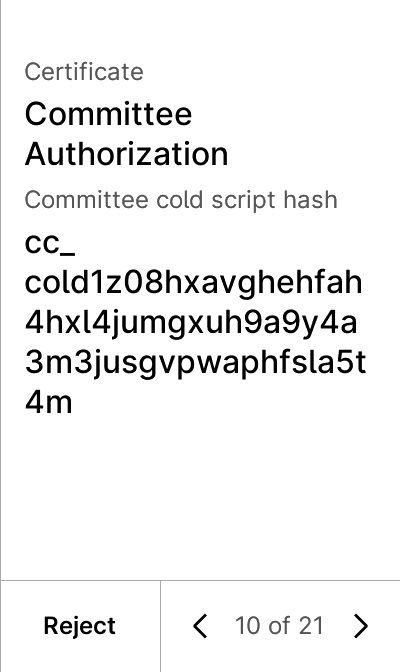 Certificate
Committee
Authorization
Committee cold script hash
cc_
cold1z08hxavghehfah
4hxl4jumgxuh9a9y4a
3m3jusgvpwaphfsla5t
4m
Reject
10 of 21